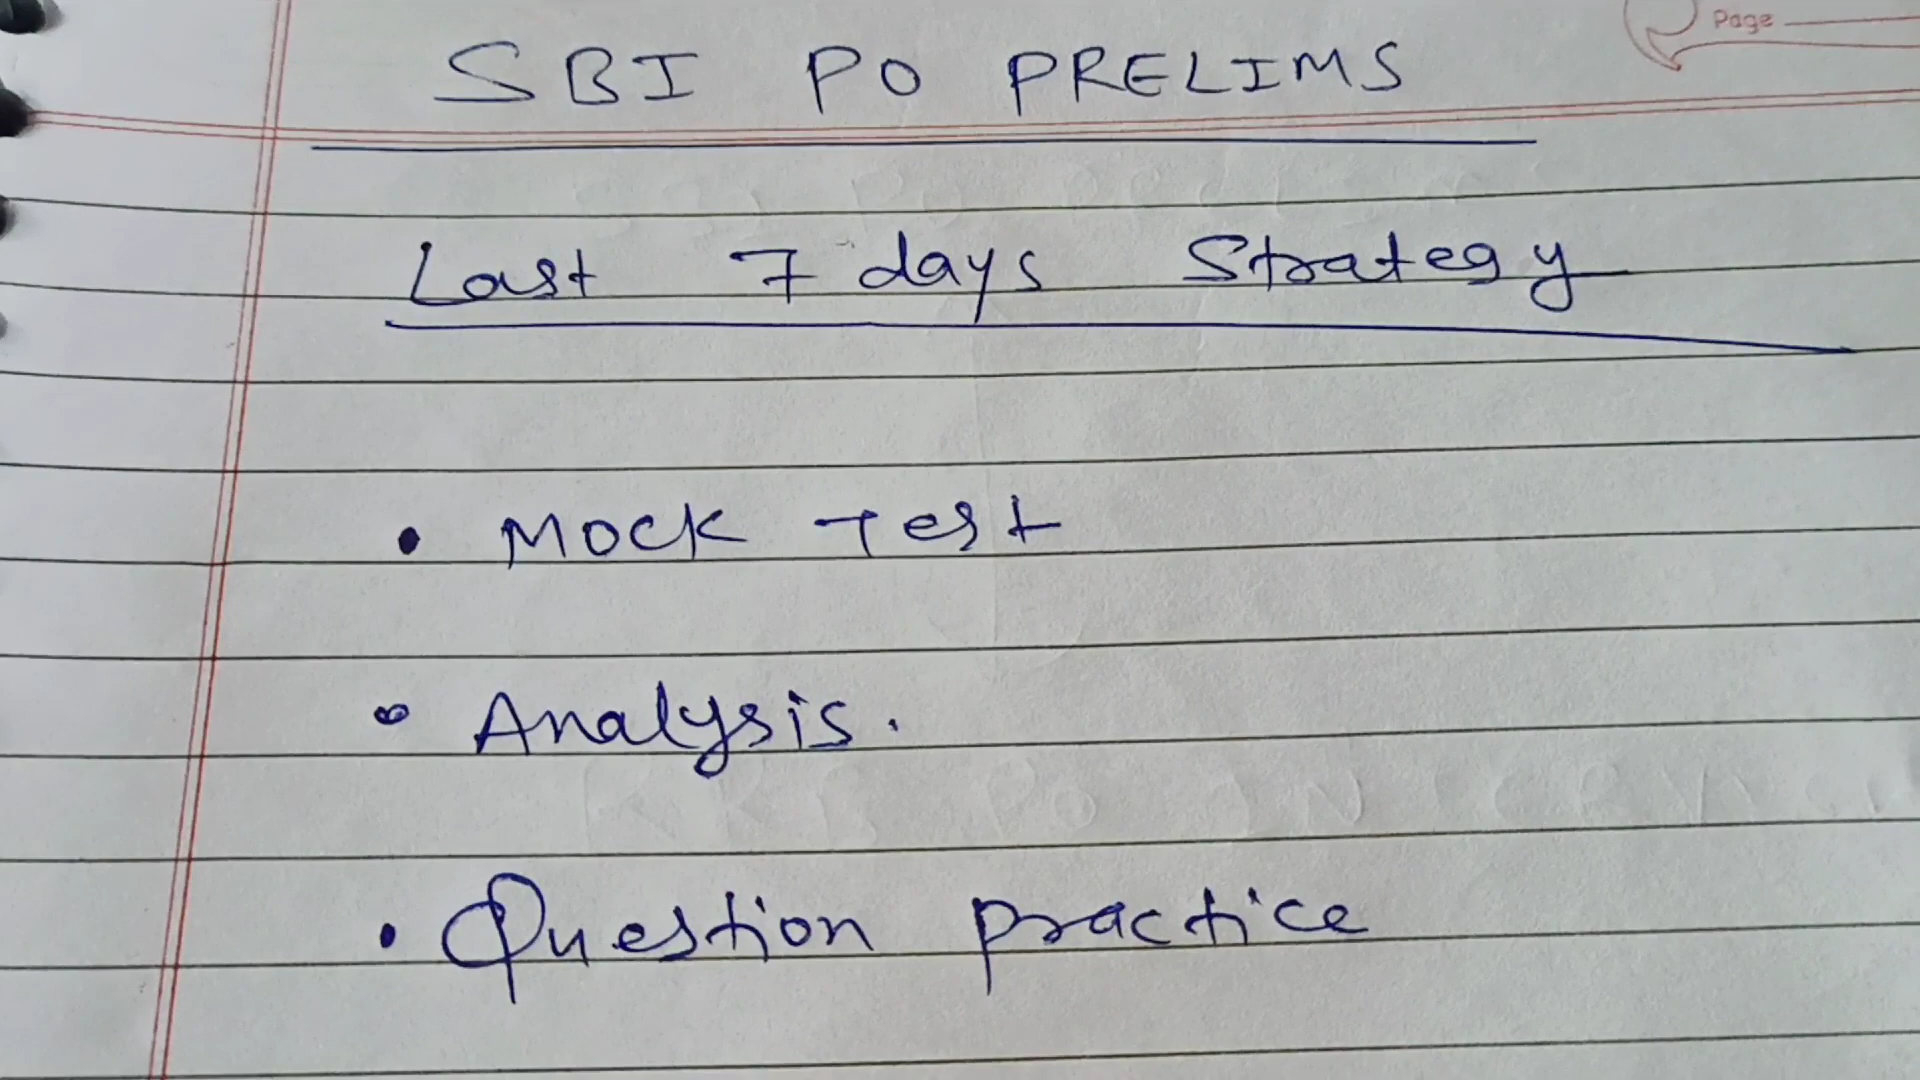 Page
SBI PO PRELIMS
Last 7 days Strategy
• Mock Test
• Analysis.
• Question practice